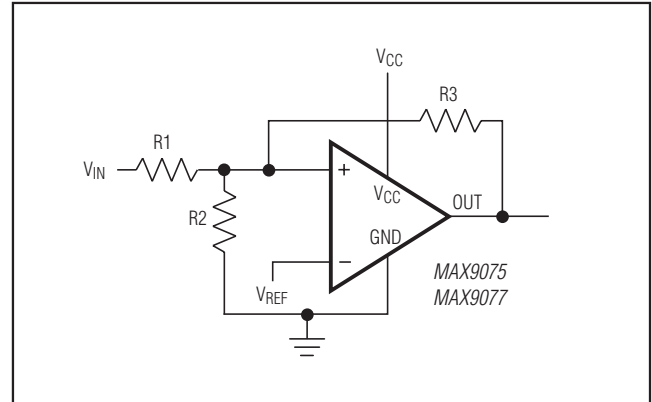 VCC
R3
R1
VIN
+
VCC
OUT
R2
GND
−
VREF
MAX9075
MAX9077